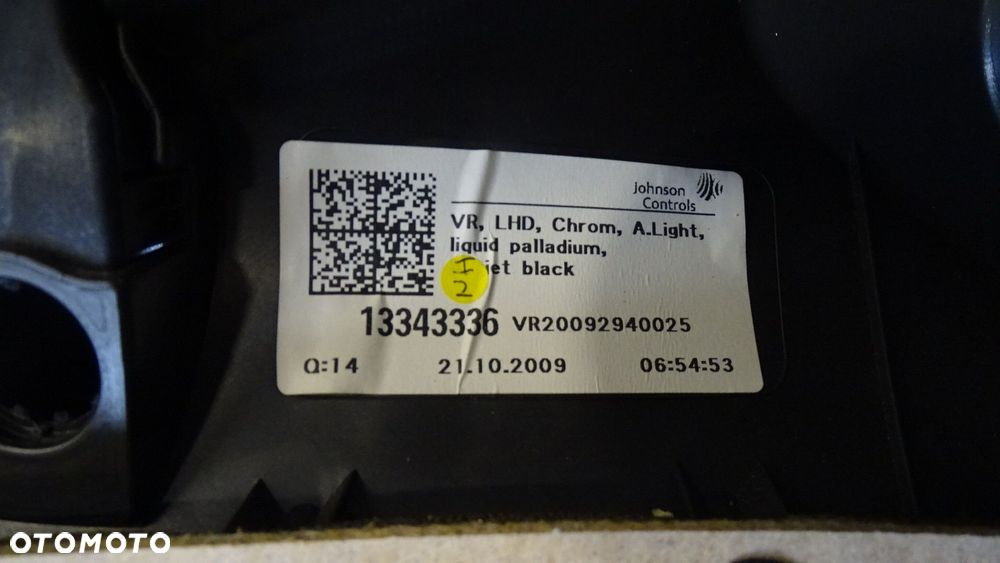 Johnson
Controls
VR, LHD, Chrom, A.Light,
liquid palladium,
jet black
I
2
13343336 VR20092940025
Q:14 21.10.2009 06:54:53
OTOMOTO